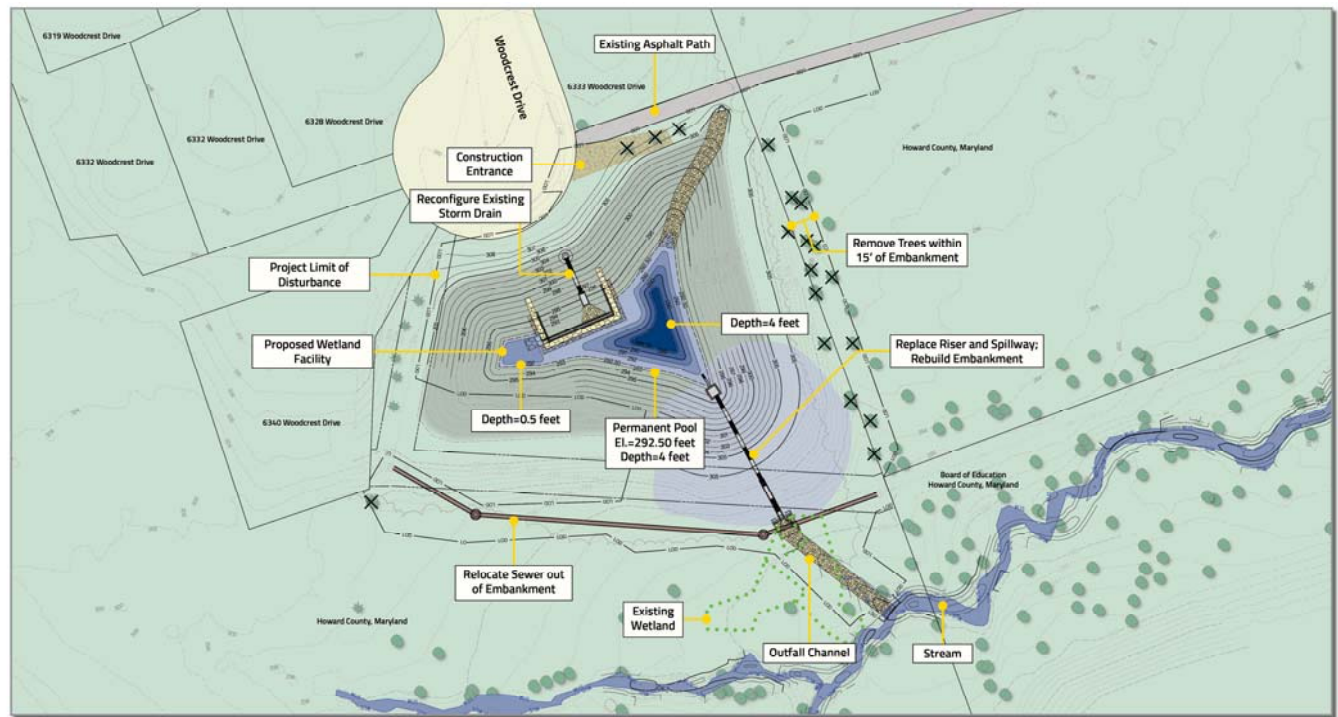 6319 Woodcrest Drive
6332 Woodcrest Drive
6332 Woodcrest Drive
6328 Woodcrest Drive
Woodcrest Drive
Existing Asphalt Path
6333 Woodcrest Drive
Construction
Entrance
Reconfigure Existing
Storm Drain
Howard County, Maryland
Remove Trees within
15' of Embankment
Project Limit of
Disturbance
Depth=4 feet
Proposed Wetland
Facility
Replace Riser and Spillway;
Rebuild Embankment
Depth=0.5 feet
Permanent Pool
El.=292.50 feet
Depth=4 feet
6340 Woodcrest Drive
Board of Education
Howard County, Maryland
Relocate Sewer out
of Embankment
Howard County, Maryland
Existing
Wetland
Outfall Channel
Stream